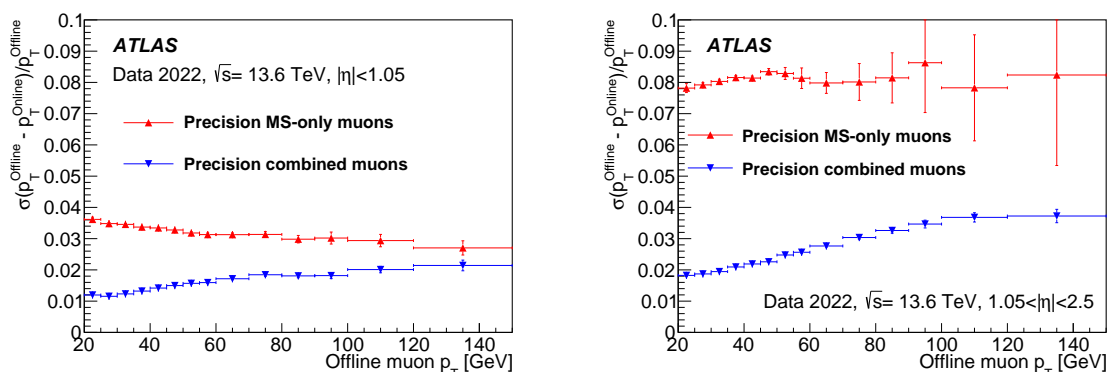 σ(p_T^Offline - p_T^Online)/p_T^Offline
0.1
0.09
0.08
0.07
0.06
0.05
0.04
0.03
0.02
0.01
0
ATLAS
Data 2022, √s= 13.6 TeV, |η|<1.05
Precision MS-only muons
Precision combined muons
20 40 60 80 100 120 140
Offline muon p_T [GeV]
σ(p_T^Offline - p_T^Online)/p_T^Offline
0.1
0.09
0.08
0.07
0.06
0.05
0.04
0.03
0.02
0.01
0
ATLAS
Precision MS-only muons
Precision combined muons
Data 2022, √s= 13.6 TeV, 1.05<|η|<2.5
20 40 60 80 100 120 140
Offline muon p_T [GeV]